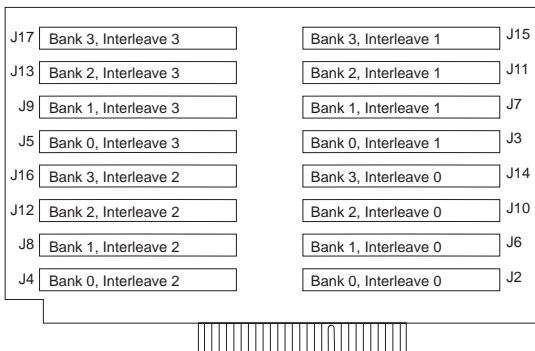 J17 Bank 3, Interleave 3 Bank 3, Interleave 1 J15
J13 Bank 2, Interleave 3 Bank 2, Interleave 1 J11
J9 Bank 1, Interleave 3 Bank 1, Interleave 1 J7
J5 Bank 0, Interleave 3 Bank 0, Interleave 1 J3
J16 Bank 3, Interleave 2 Bank 3, Interleave 0 J14
J12 Bank 2, Interleave 2 Bank 2, Interleave 0 J10
J8 Bank 1, Interleave 2 Bank 1, Interleave 0 J6
J4 Bank 0, Interleave 2 Bank 0, Interleave 0 J2